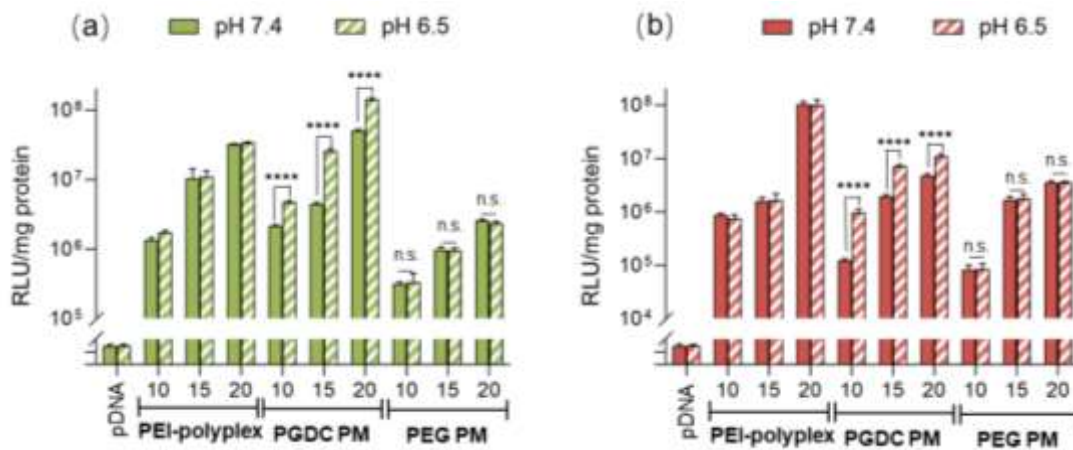 (a) pH 7.4 pH 6.5
RLU/mg protein
10⁸
10⁷
10⁶
10⁵
**** **** ****
n.s. n.s. n.s.
pDNA 10 15 20 10 15 20 10 15 20
PEI-polyplex PGDC PM PEG PM
(b) pH 7.4 pH 6.5
RLU/mg protein
10⁸
10⁷
10⁶
10⁵
10⁴
**** **** ****
n.s. n.s. n.s.
pDNA 10 15 20 10 15 20 10 15 20
PEI-polyplex PGDC PM PEG PM